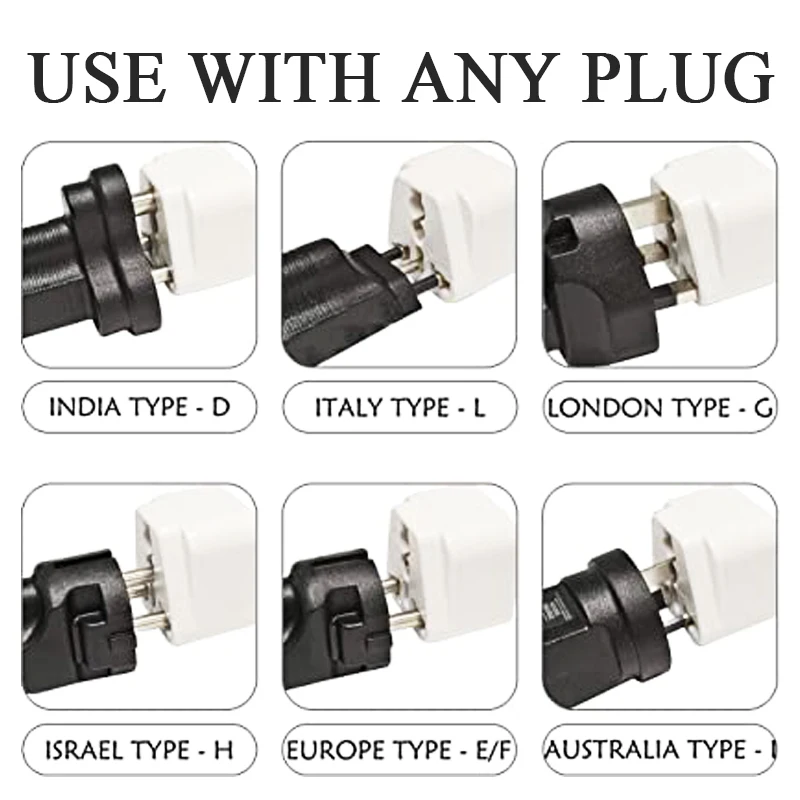 USE WITH ANY PLUG
INDIA TYPE - D
ITALY TYPE - L
LONDON TYPE - G
ISRAEL TYPE - H
EUROPE TYPE - E/F
AUSTRALIA TYPE - I